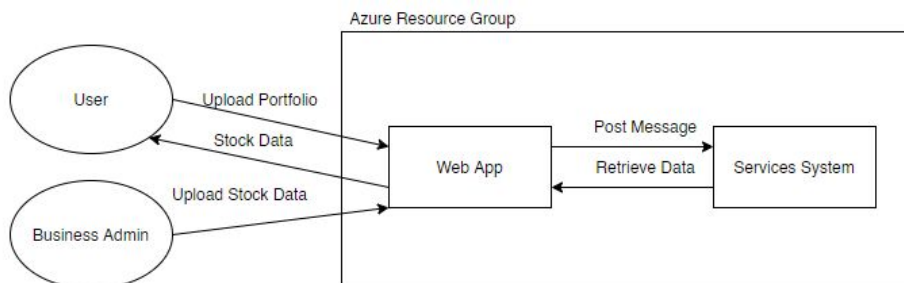 Azure Resource Group
User
Upload Portfolio
Stock Data
Upload Stock Data
Business Admin
Web App
Post Message
Retrieve Data
Services System